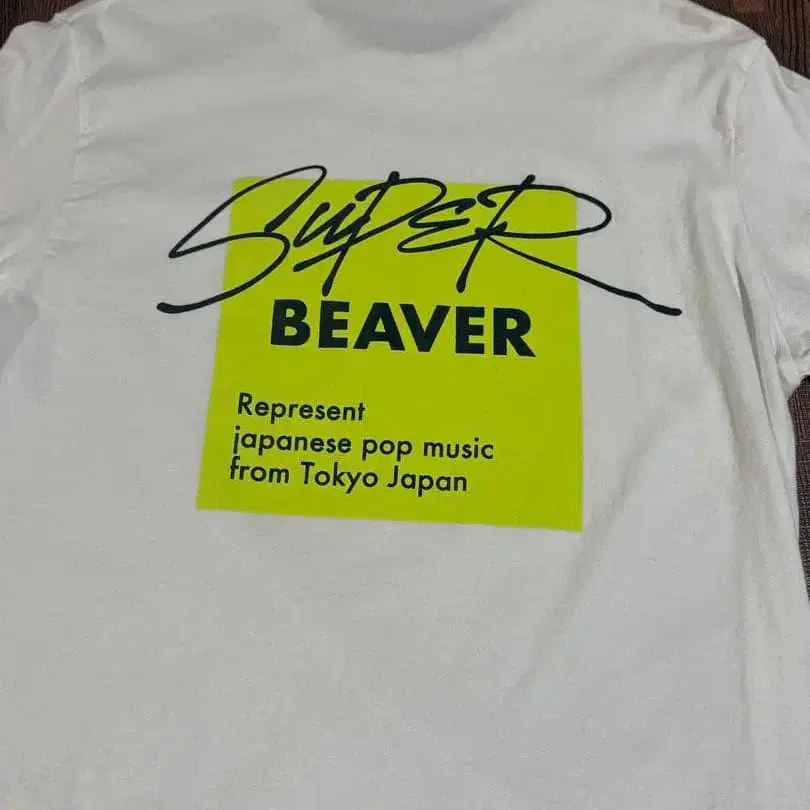 SUPER
BEAVER
Represent
japanese pop music
from Tokyo Japan